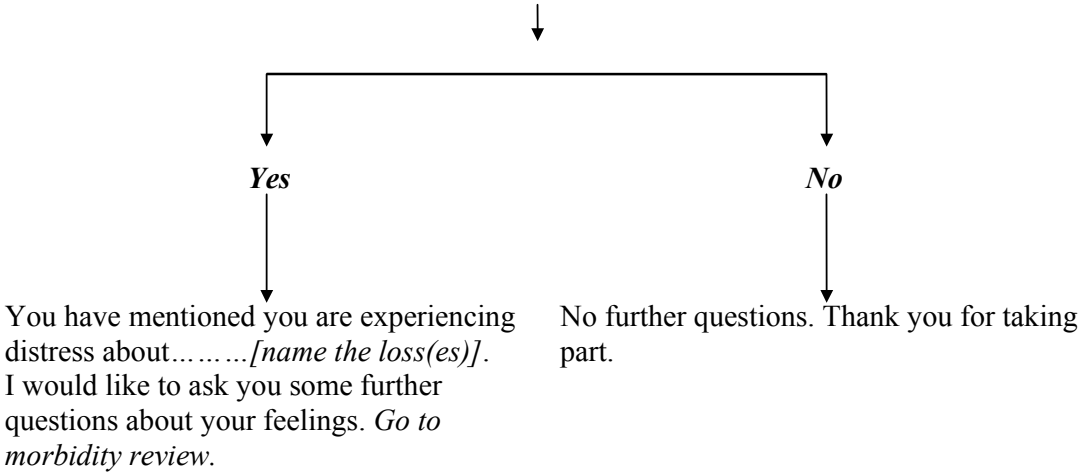 Yes
No
You have mentioned you are experiencing
distress about………[name the loss(es)].
I would like to ask you some further
questions about your feelings. Go to
morbidity review.
No further questions. Thank you for taking
part.